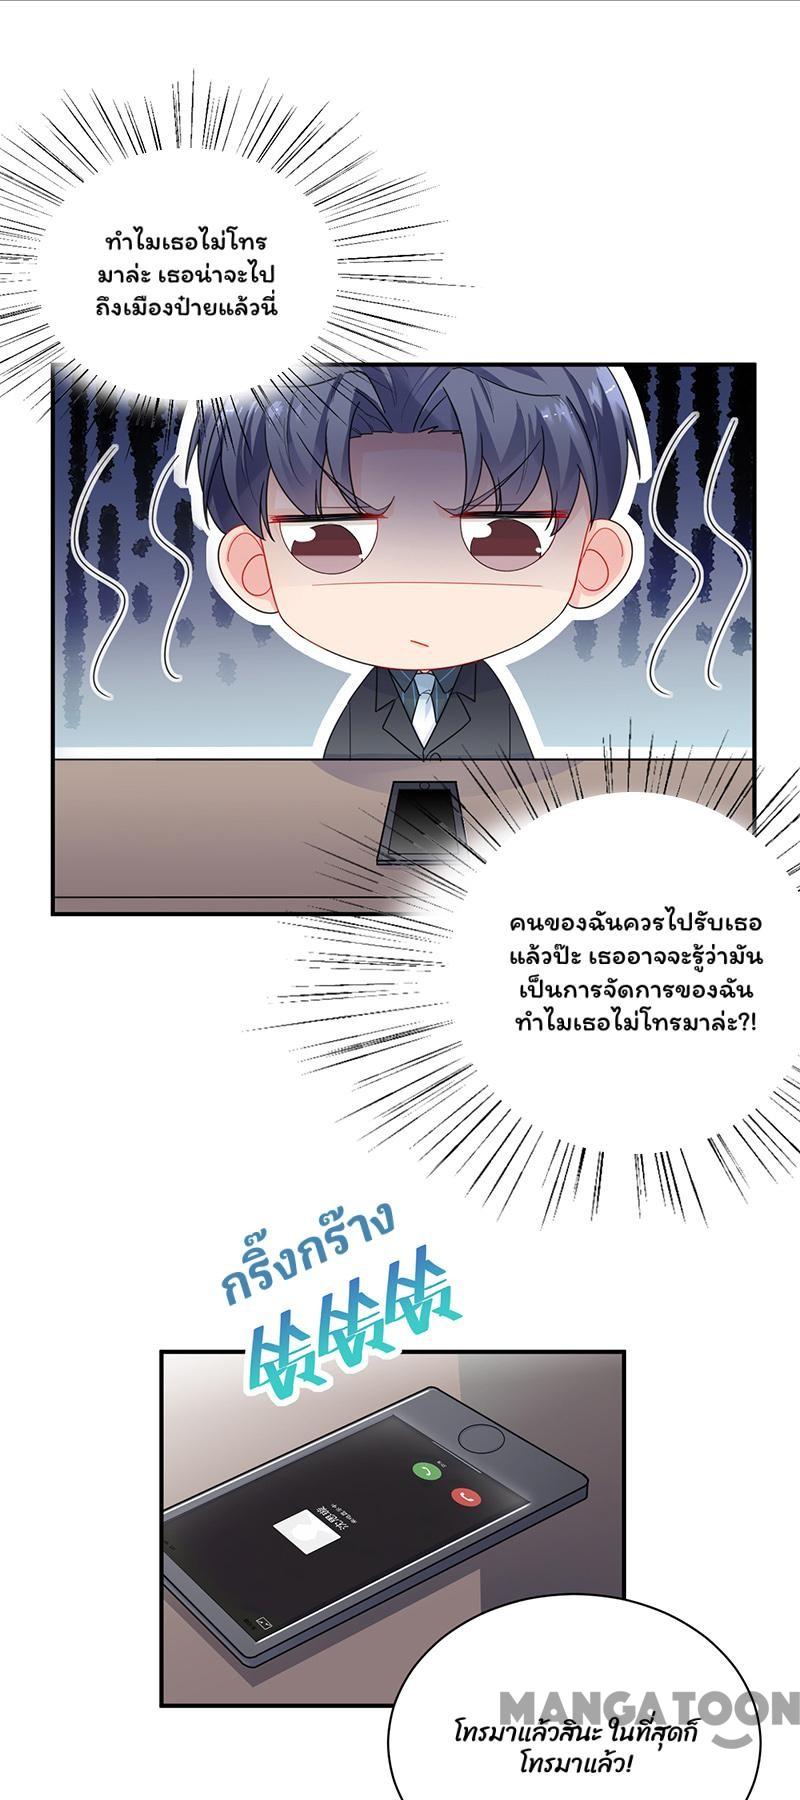 ทำไมเธอไม่โทร
มาล่ะ เธอน่าจะไป
ถึงเมืองป๋ายแล้วนี่
คนของฉันควรไปรับเธอ
แล้วป๊ะ เธออาจจะรู้ว่ามัน
เป็นการจัดการของฉัน
ทำไมเธอไม่โทรมาล่ะ?!
กริ๊งกร๊าง
MANGATOON
โทรมาแล้วสินะ ในที่สุดก็
โทรมาแล้ว!